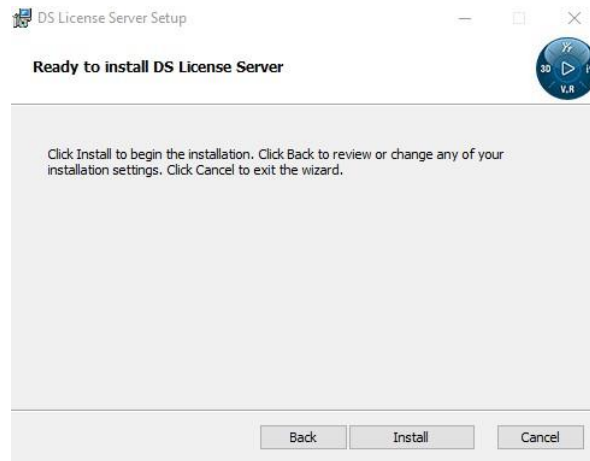 DS License Server Setup
Ready to install DS License Server
3D
V.R
Click Install to begin the installation. Click Back to review or change any of your
installation settings. Click Cancel to exit the wizard.
Back Install Cancel